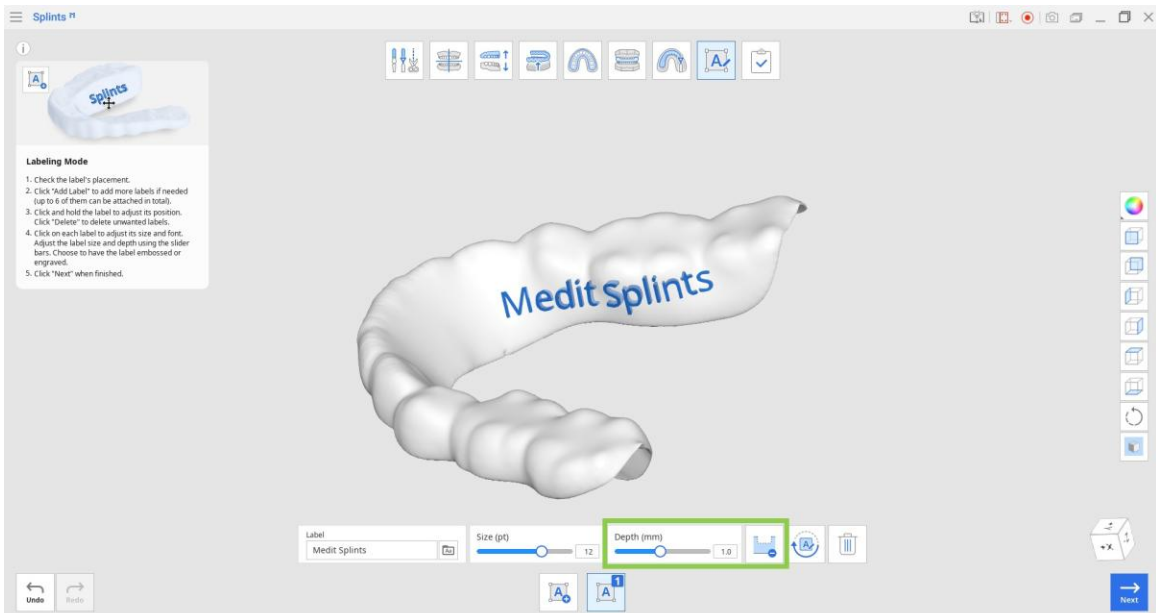 Splints
A
A
Splints
Labeling Mode
1. Check the label's placement.
2. Click "Add Label" to add more labels if needed
(up to 6 of them can be attached in total).
3. Click and hold the label to adjust its position.
Click "Delete" to delete unwanted labels.
4. Click on each label to adjust its size and font.
Adjust the label size and depth using the slider
bars. Choose to have the label embossed or
engraved.
5. Click "Next" when finished.
Medit Splints
Label
Medit Splints
Size (pt)
12
Depth (mm)
1.0
A
+X
Undo
Redo
A
A
1
Next